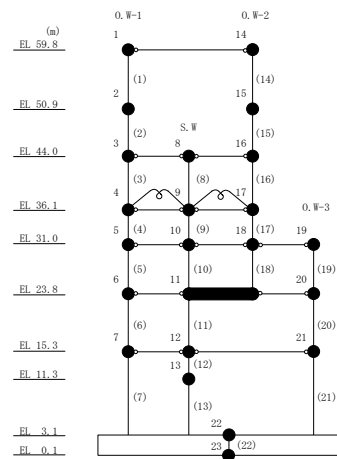 O.W-1 O.W-2
(m)
EL 59.8 1 14
(1) (14)
EL 50.9 2 15
(2) S.W (15)
EL 44.0 3 8 16
(3) (8) (16)
EL 36.1 4 9 17 O.W-3
(4) (9) (17)
EL 31.0 5 10 18 19
(5) (10) (18) (19)
EL 23.8 6 11 20
(6) (11) (20)
EL 15.3 7 12 21
(12)
EL 11.3 13
(7) (13) (21)
EL 3.1 22
(22)
EL 0.1 23